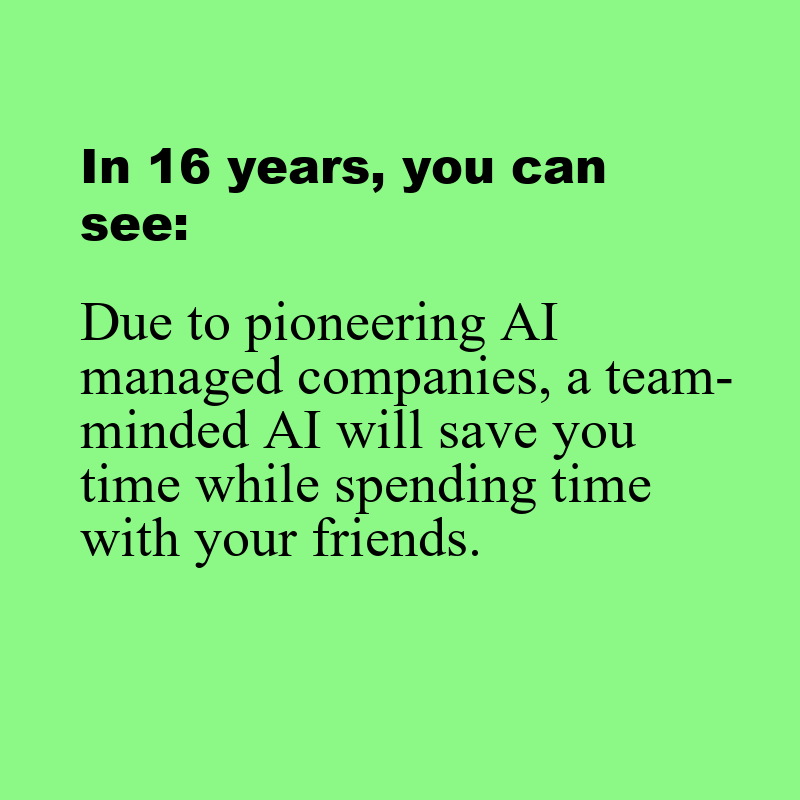 In 16 years, you can
see:
Due to pioneering AI
managed companies, a team-
minded AI will save you
time while spending time
with your friends.